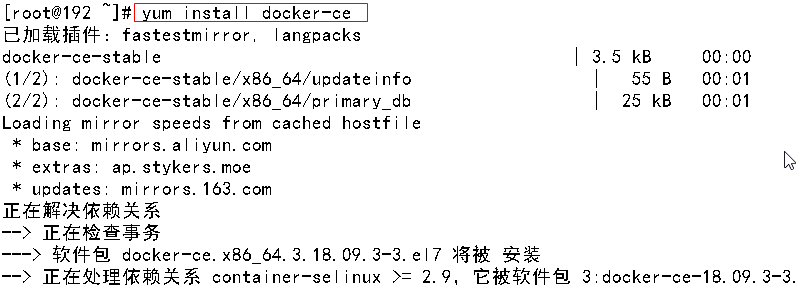 [root@192 ~]# yum install docker-ce
已加载插件: fastestmirror, langpacks
docker-ce-stable | 3.5 kB 00:00
(1/2): docker-ce-stable/x86_64/updateinfo | 55 B 00:01
(2/2): docker-ce-stable/x86_64/primary_db | 25 kB 00:01
Loading mirror speeds from cached hostfile
* base: mirrors.aliyun.com
* extras: ap.stykers.moe
* updates: mirrors.163.com
正在解决依赖关系
--> 正在检查事务
---> 软件包 docker-ce.x86_64.3.18.09.3-3.el7 将被 安装
--> 正在处理依赖关系 container-selinux >= 2.9，它被软件包 3:docker-ce-18.09.3-3.